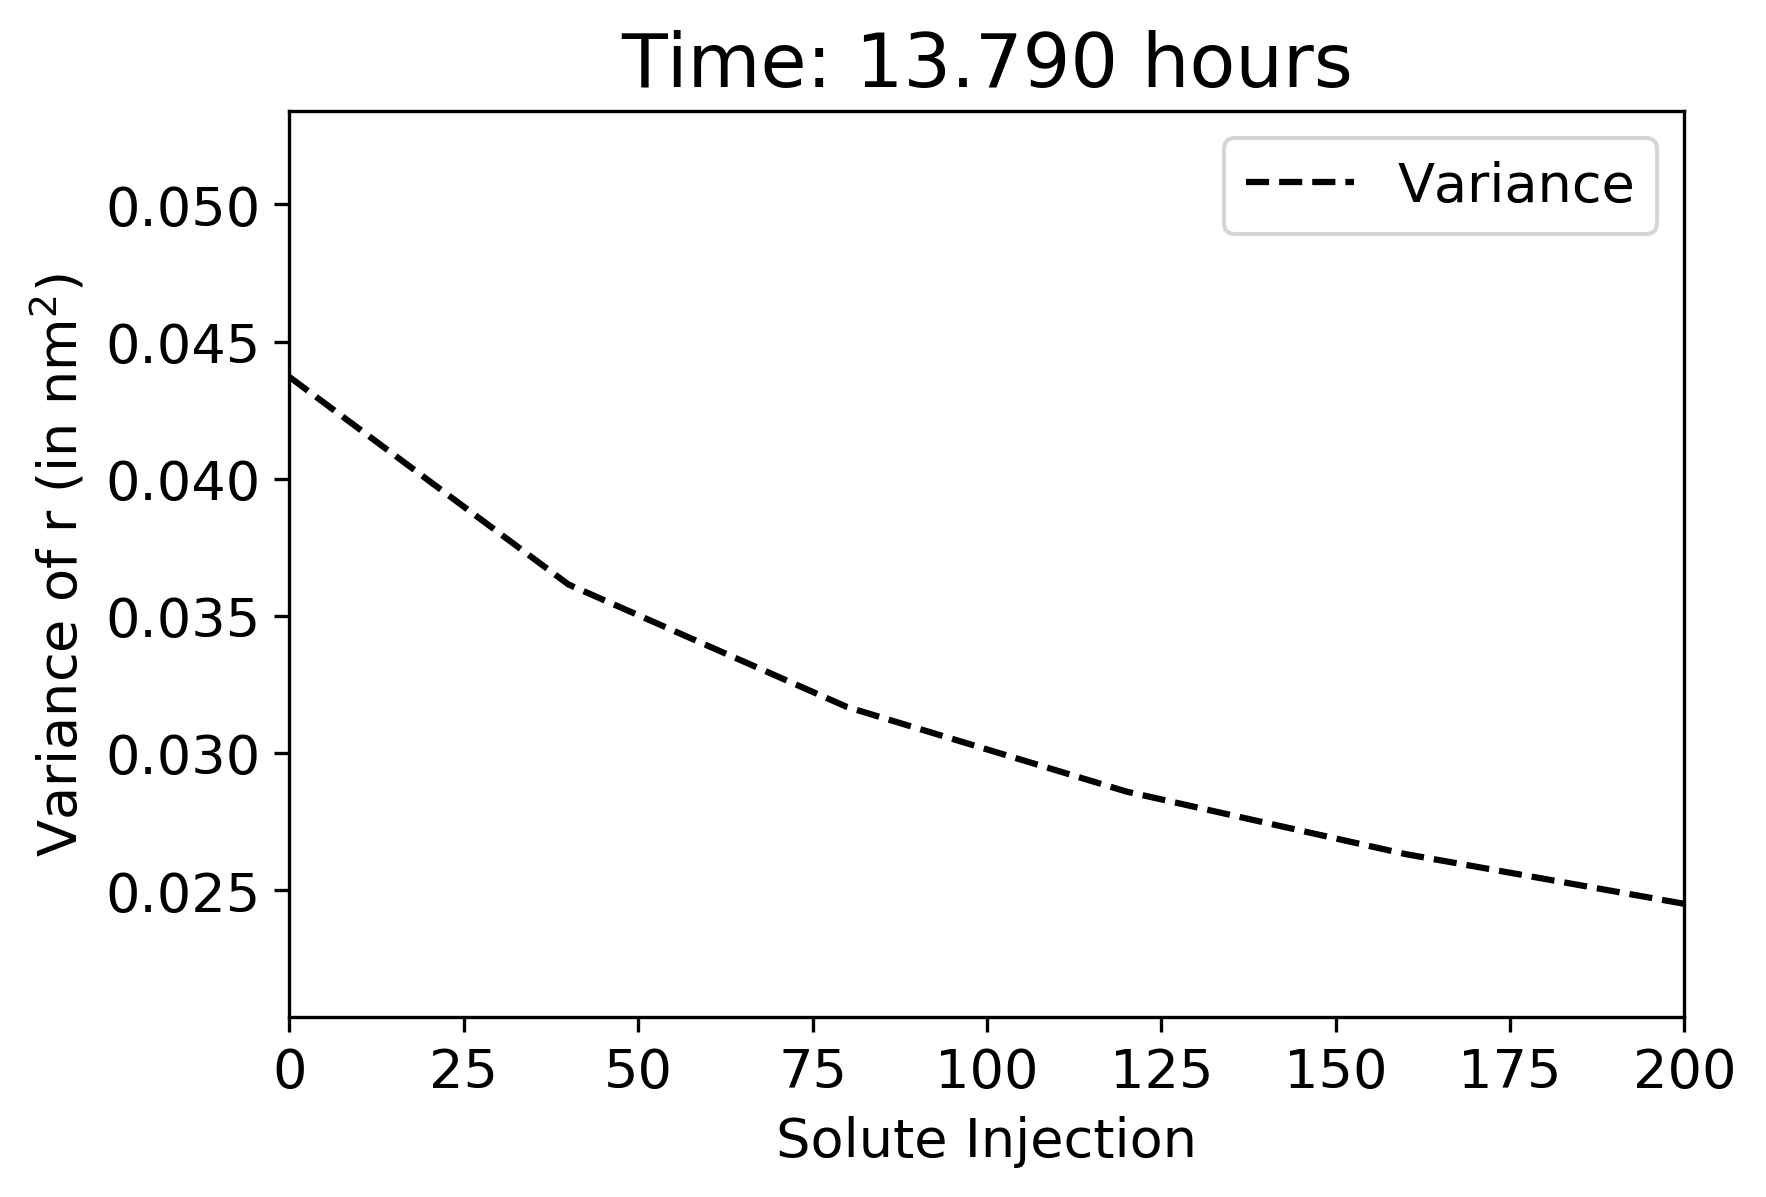 Time: 13.790 hours
Variance
Variance of r (in nm²)
0.050
0.045
0.040
0.035
0.030
0.025
0 25 50 75 100 125 150 175 200
Solute Injection